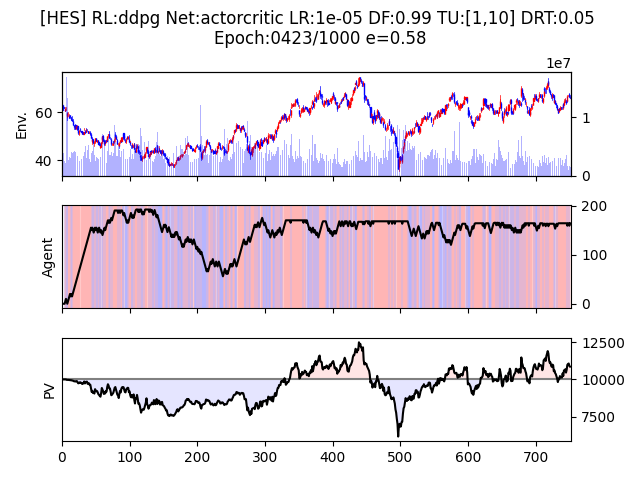 [HES] RL:ddpg Net:actorcritic LR:1e-05 DF:0.99 TU:[1,10] DRT:0.05
Epoch:0423/1000 e=0.58
1e7
Env.
60
40
1
0
Agent
200
100
0
PV
12500
10000
7500
0 100 200 300 400 500 600 700